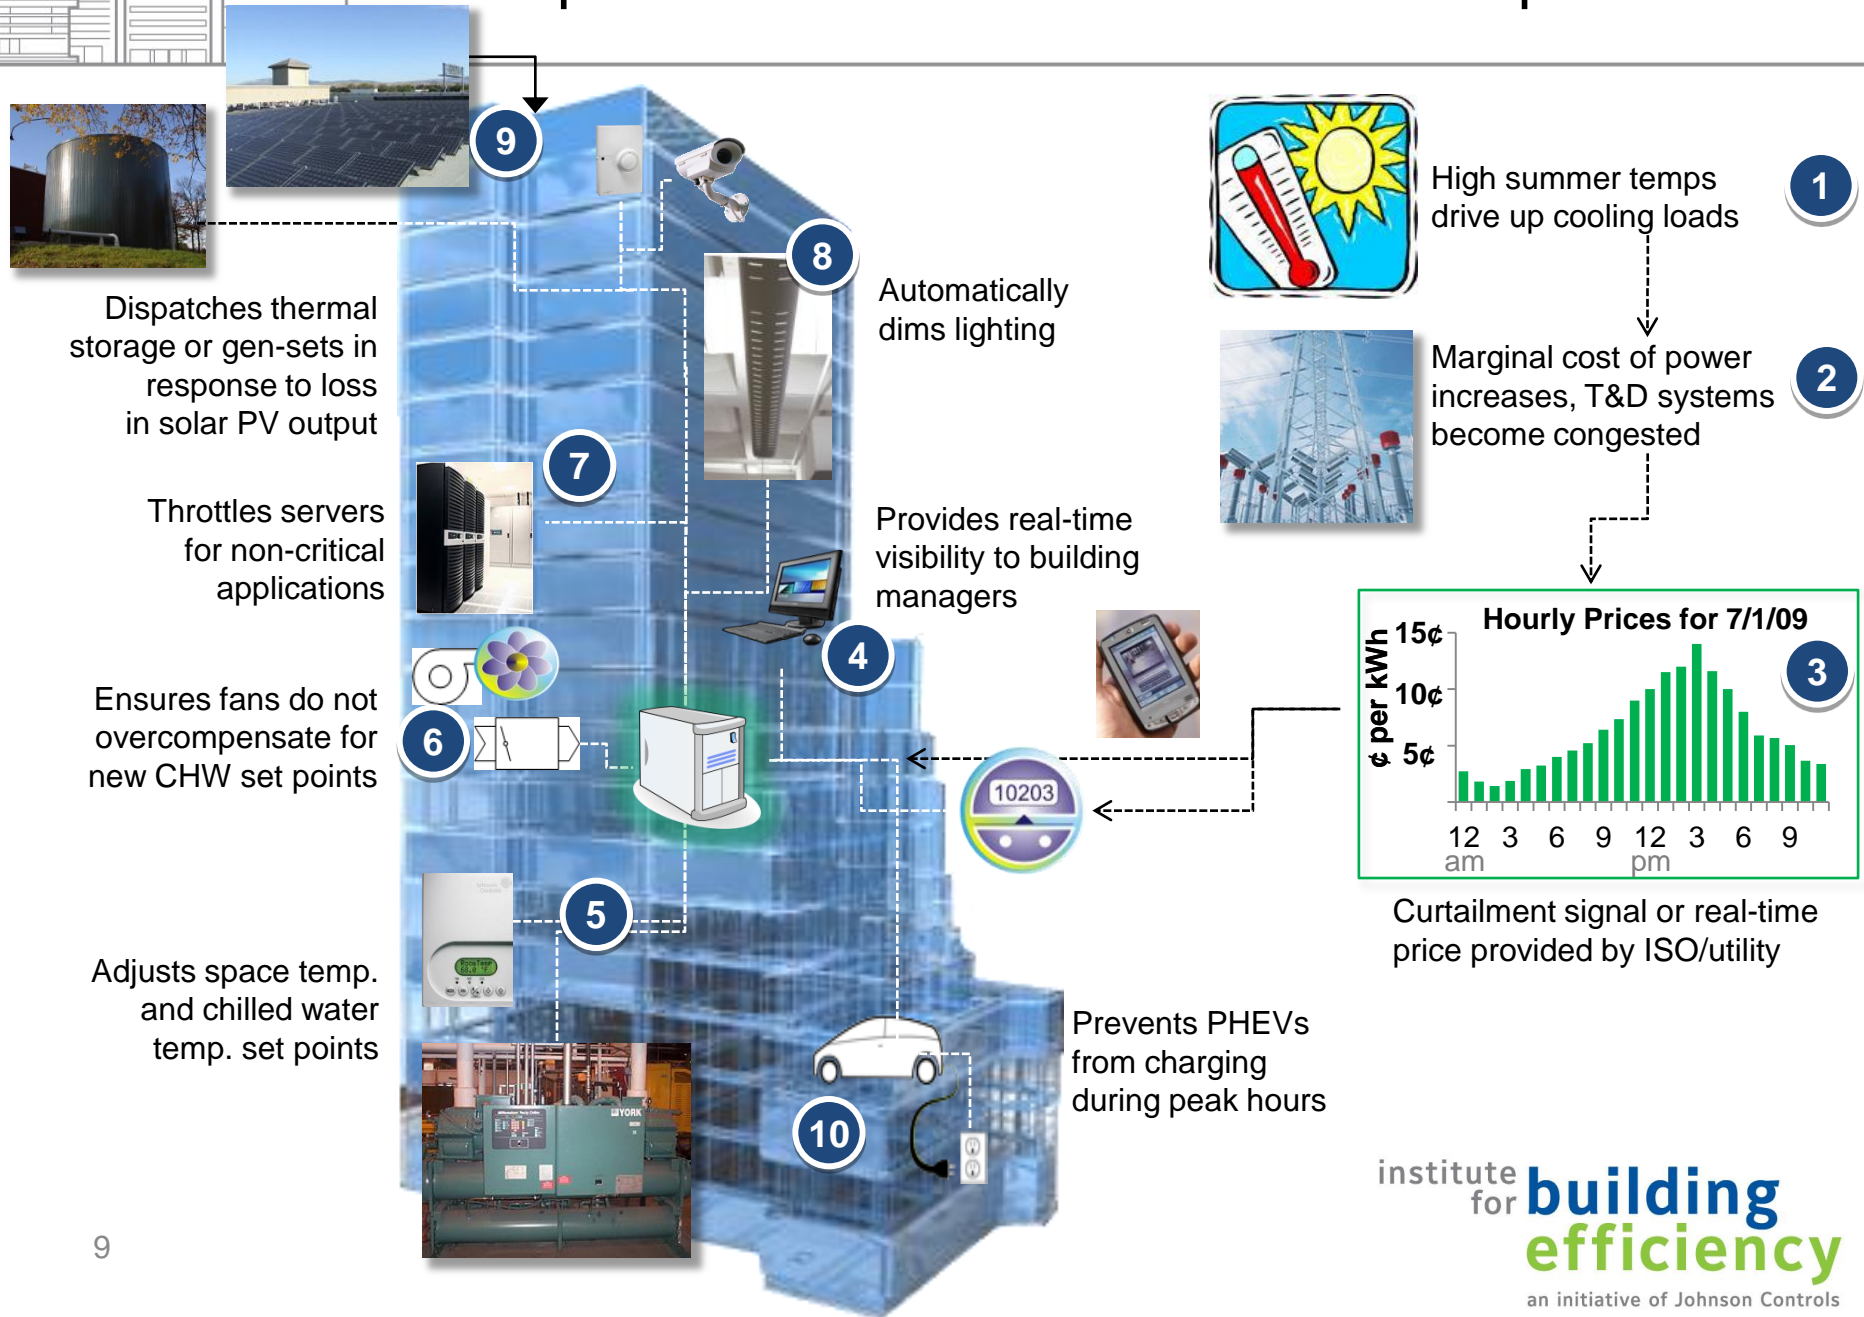 9
8
1
High summer temps
drive up cooling loads
Dispatches thermal
storage or gen-sets in
response to loss
in solar PV output
Automatically
dims lighting
2
Marginal cost of power
increases, T&D systems
become congested
7
Throttles servers
for non-critical
applications
Provides real-time
visibility to building
managers
4
Hourly Prices for 7/1/09
3
¢ per kWh
15¢
10¢
5¢
12 3 6 9 12 3 6 9
am pm
Ensures fans do not
overcompensate for
new CHW set points
6
10203
Curtailment signal or real-time
price provided by ISO/utility
5
Adjusts space temp.
and chilled water
temp. set points
YORK
Prevents PHEVs
from charging
during peak hours
10
institute
for building
efficiency
an initiative of Johnson Controls
9